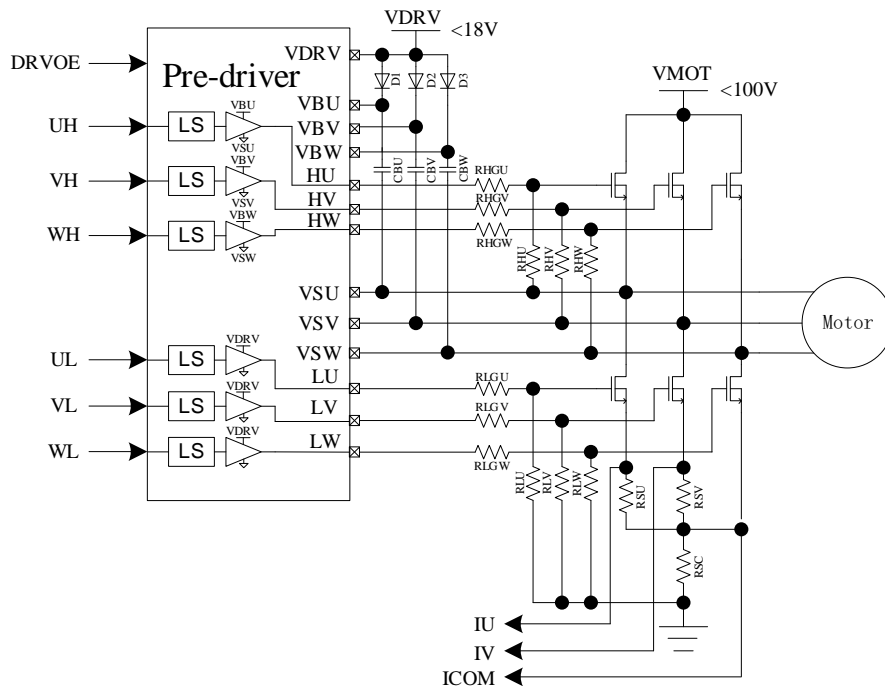 VDRV
<18V
DRVOE
VDRV
Pre-driver
D1
D2
D3
VMOT
<100V
VBU
VBU
UH
LS
VSU
VBV
VBV
VBW
CBU
CBV
CBW
HU
RHGU
VH
LS
VSV
HV
RHGV
VBW
HW
RHGW
WH
LS
VSW
RHU
RHV
RHW
VSU
VSV
Motor
VSW
VDRV
UL
LS
LU
RLGU
VDRV
VL
LS
LV
RLGV
VDRV
WL
LS
LW
RLGW
RLU
RLV
RLW
RSU
RSV
RSC
IU
IV
ICOM